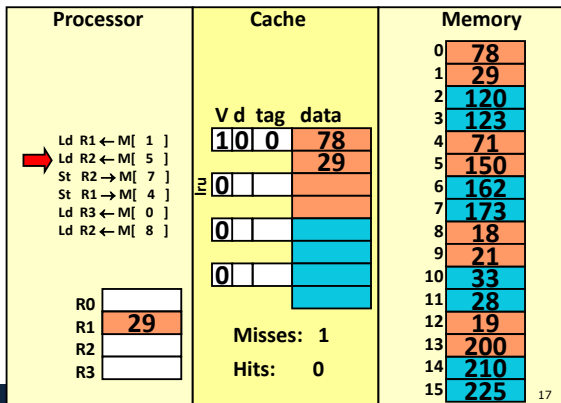 Processor
Ld R1 ← M[ 1 ]
Ld R2 ← M[ 5 ]
St R2 → M[ 7 ]
St R1 → M[ 4 ]
Ld R3 ← M[ 0 ]
Ld R2 ← M[ 8 ]
R0
R1 29
R2
R3
Cache
V d tag data
1 0 0 78
29
lru
0
0
0
Misses: 1
Hits: 0
Memory
0 78
1 29
2 120
3 123
4 71
5 150
6 162
7 173
8 18
9 21
10 33
11 28
12 19
13 200
14 210
15 225
17